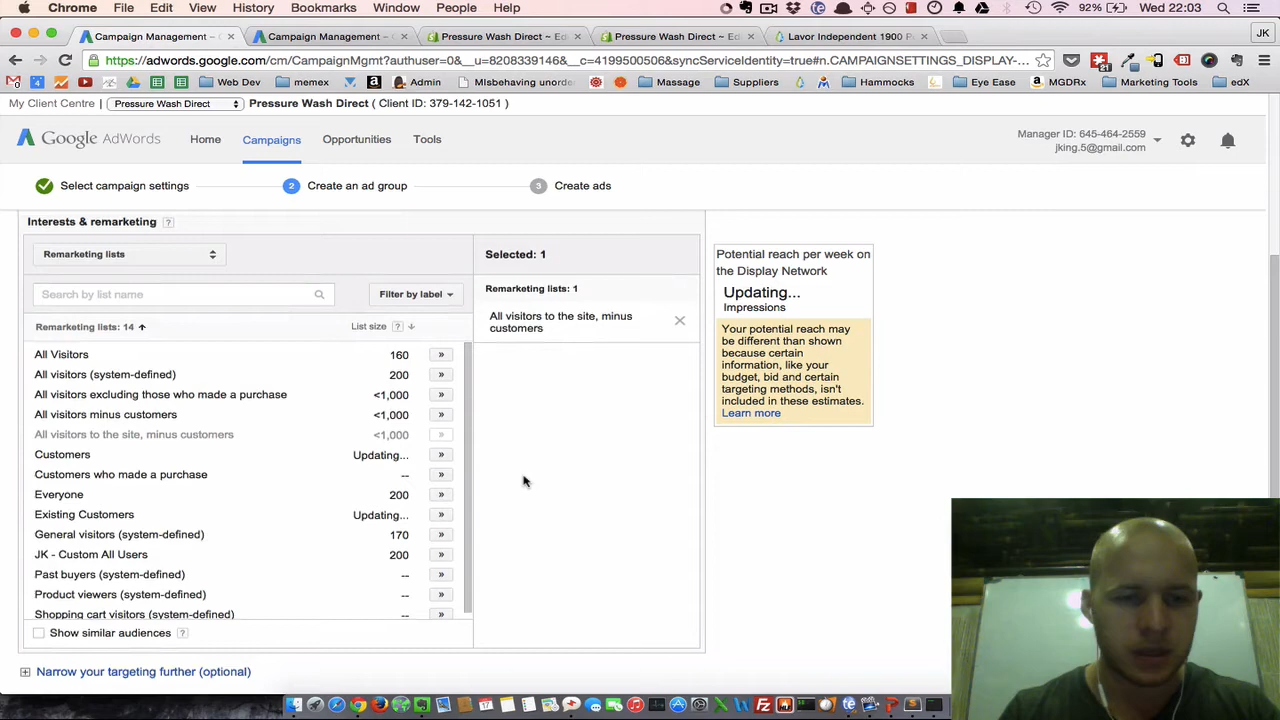 Chrome File Edit View History Bookmarks Window People Help 92% Wed 22:03
Campaign Management – × Campaign Management – × Pressure Wash Direct ~ Ed × Pressure Wash Direct ~ Ed × Lavor Independent 1900 P × JK
https://adwords.google.com/cm/CampaignMgmt?authuser=0&__u=8208339146&__c=4199500506&syncServiceIdentity=true#n.CAMPAIGNSETTINGS_DISPLAY-... 21
Web Dev memex Admin MIshaving unorde Massage Suppliers Hammocks Eye Ease MGDRx Marketing Tools edX
My Client Centre Pressure Wash Direct Pressure Wash Direct ( Client ID: 379-142-1051 )
Google AdWords Home Campaigns Opportunities Tools
Manager ID: 645-464-2559
jking.5@gmail.com
Select campaign settings 2 Create an ad group 3 Create ads
Interests & remarketing ?
Remarketing lists
Selected: 1
Search by list name Filter by label
Remarketing lists: 1
Remarketing lists: 14 List size ?
All visitors to the site, minus
customers
All Visitors 160 »
All visitors (system-defined) 200 »
All visitors excluding those who made a purchase <1,000 »
All visitors minus customers <1,000 »
All visitors to the site, minus customers <1,000 »
Customers Updating... »
Customers who made a purchase -- »
Everyone 200 »
Existing Customers Updating... »
General visitors (system-defined) 170 »
JK - Custom All Users 200 »
Past buyers (system-defined) -- »
Product viewers (system-defined) -- »
Shopping cart visitors (system-defined) -- »
Show similar audiences ?
Narrow your targeting further (optional)
Potential reach per week on
the Display Network
Updating...
Impressions
Your potential reach may
be different than shown
because certain
information, like your
budget, bid and certain
targeting methods, isn't
included in these estimates.
Learn more